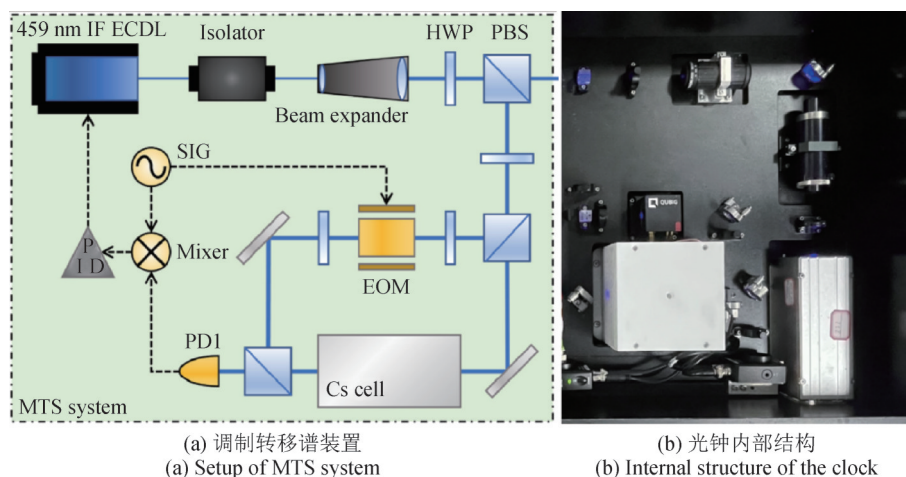 459 nm IF ECDL
Isolator
HWP
PBS
Beam expander
SIG
P
I D
Mixer
EOM
PD1
Cs cell
MTS system
QUBIG
(a) 调制转移谱装置
(a) Setup of MTS system
(b) 光钟内部结构
(b) Internal structure of the clock